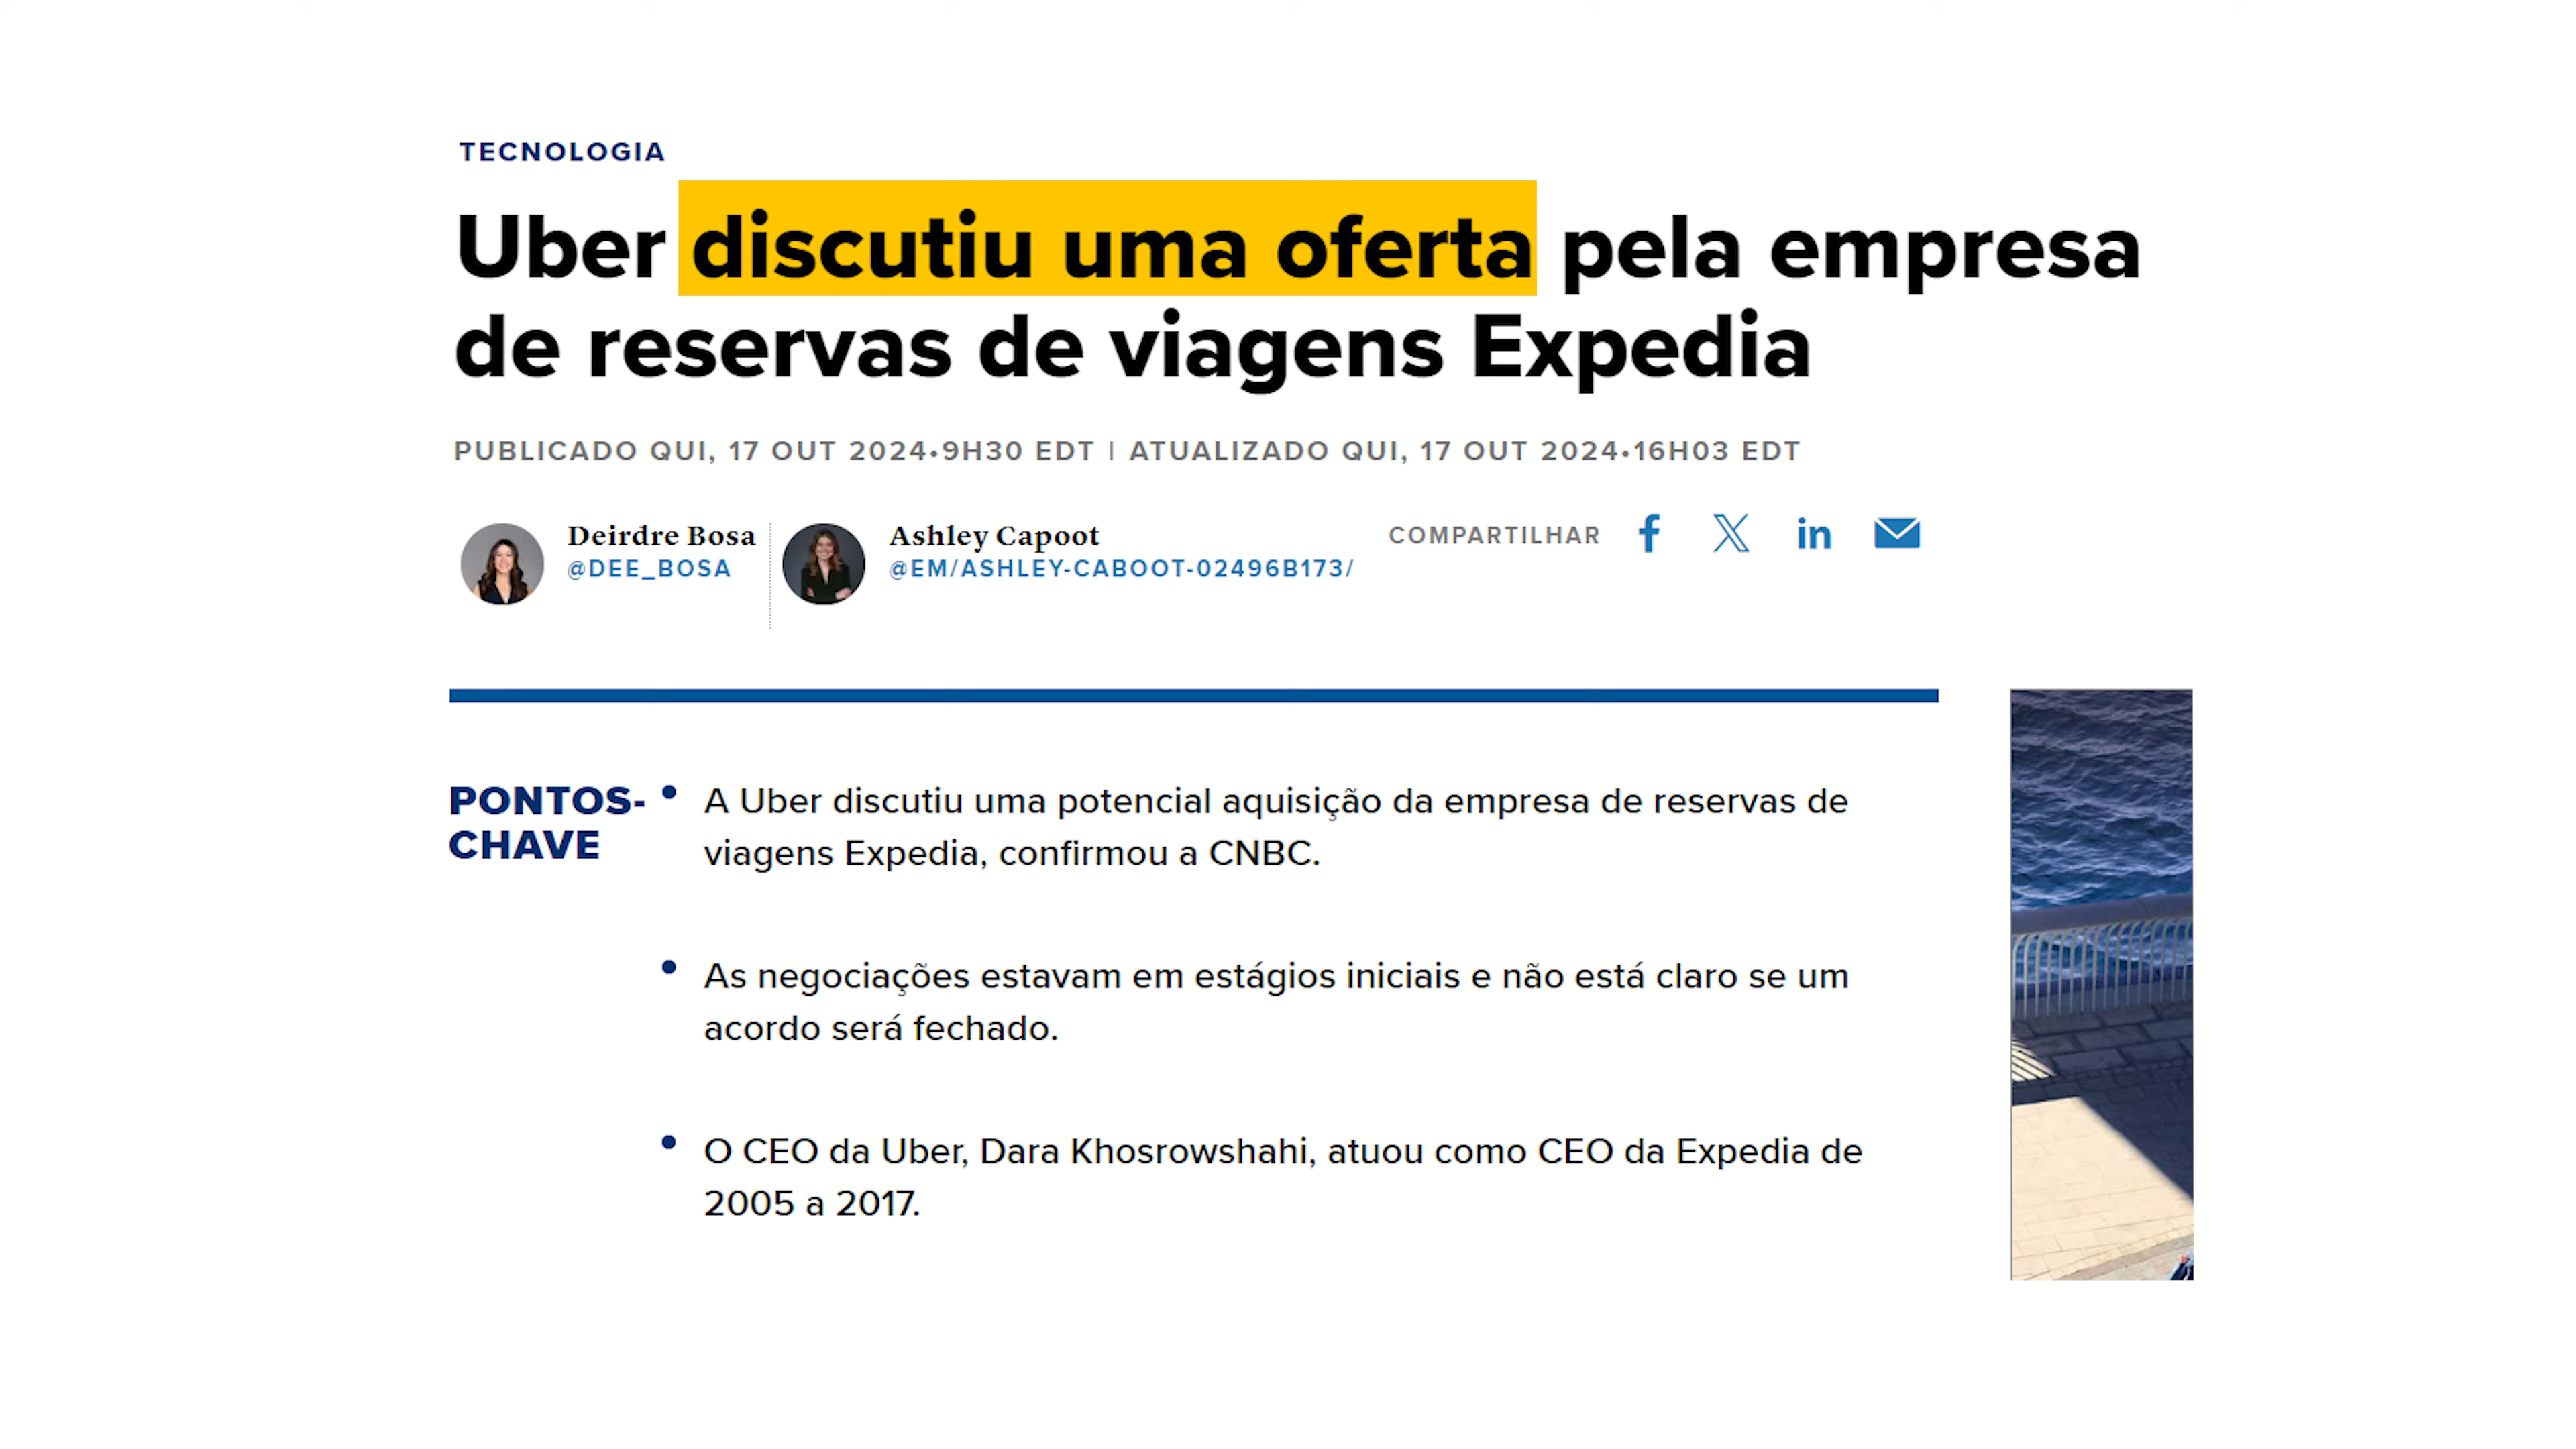 TECNOLOGIA
Uber discutiu uma oferta pela empresa
de reservas de viagens Expedia
PUBLICADO QUI, 17 OUT 2024•9H30 EDT | ATUALIZADO QUI, 17 OUT 2024•16H03 EDT
Deirdre Bosa
@DEE_BOSA
Ashley Capoot
@EM/ASHLEY-CABOOT-02496B173/
COMPARTILHAR
PONTOS-
CHAVE
• A Uber discutiu uma potencial aquisição da empresa de reservas de
viagens Expedia, confirmou a CNBC.
• As negociações estavam em estágios iniciais e não está claro se um
acordo será fechado.
• O CEO da Uber, Dara Khosrowshahi, atuou como CEO da Expedia de
2005 a 2017.